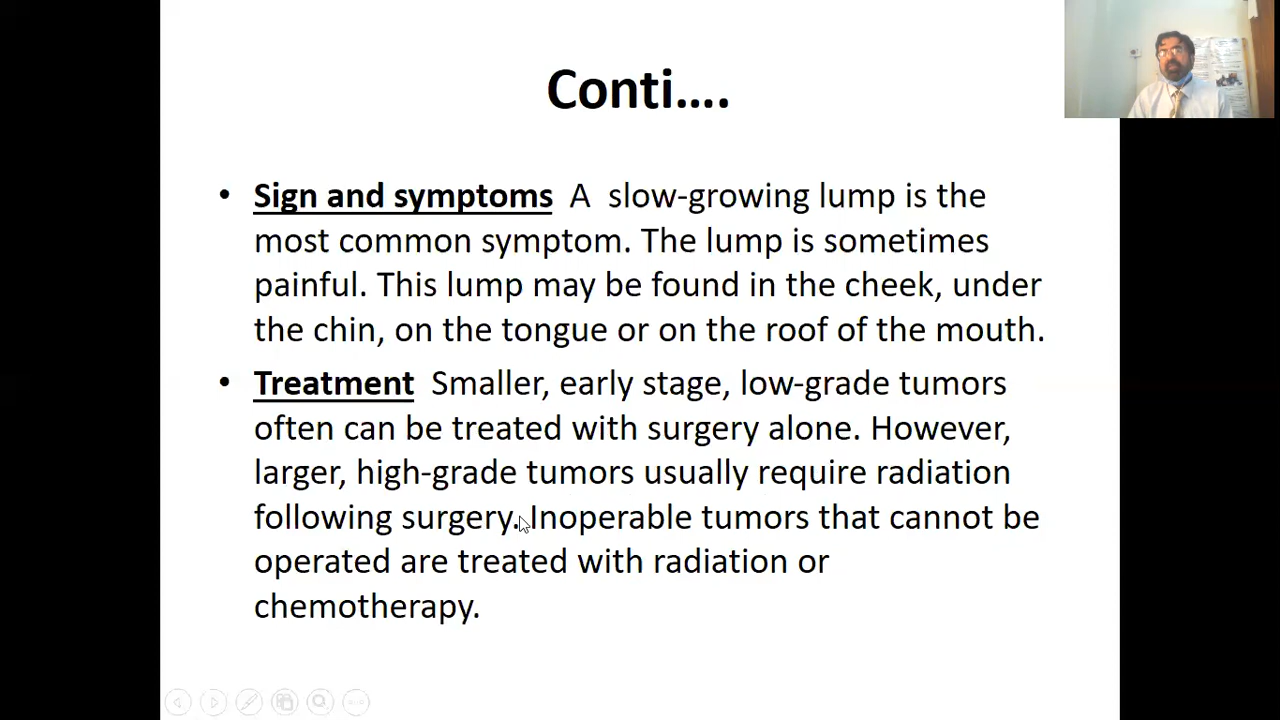 Conti....
• Sign and symptoms A slow-growing lump is the
most common symptom. The lump is sometimes
painful. This lump may be found in the cheek, under
the chin, on the tongue or on the roof of the mouth.
• Treatment Smaller, early stage, low-grade tumors
often can be treated with surgery alone. However,
larger, high-grade tumors usually require radiation
following surgery. Inoperable tumors that cannot be
operated are treated with radiation or
chemotherapy.